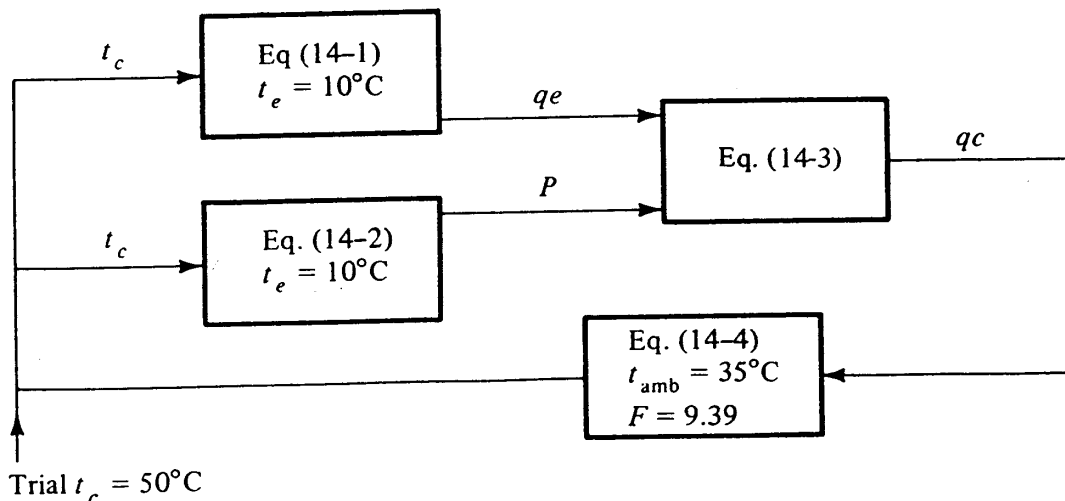 t_c
Eq (14–1)
t_e = 10°C
qe
Eq. (14-3)
qc
P
t_c
Eq. (14–2)
t_e = 10°C
Eq. (14–4)
t_amb = 35°C
F = 9.39
Trial t_c = 50°C